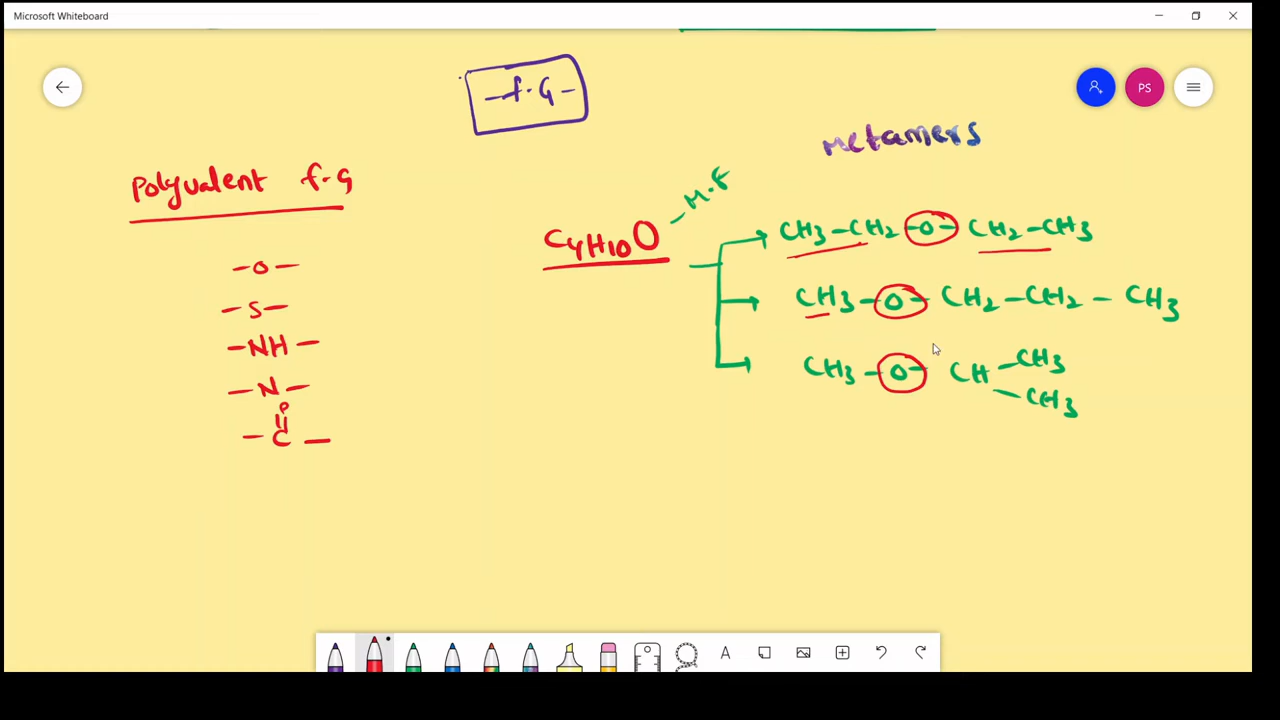 Microsoft Whiteboard
-f.G-
PS
metamers
Polyvalent f.G
M.F
C4H10O
CH3-CH2-O-CH2-CH3
CH3-O-CH2-CH2-CH3
CH3-O-CH-CH3
-CH3
-O-
-S-
-NH-
-N-
-C-
A